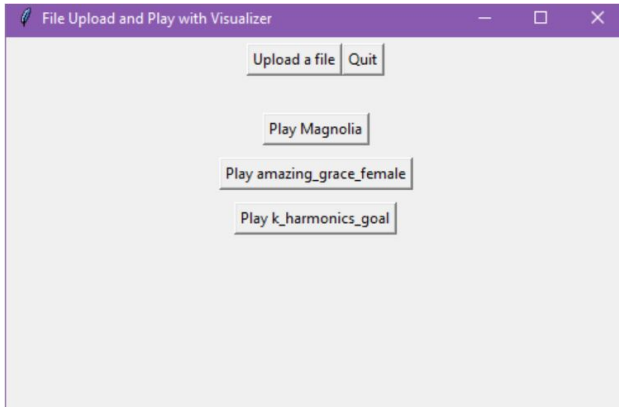 File Upload and Play with Visualizer
Upload a file Quit
Play Magnolia
Play amazing_grace_female
Play k_harmonics_goal